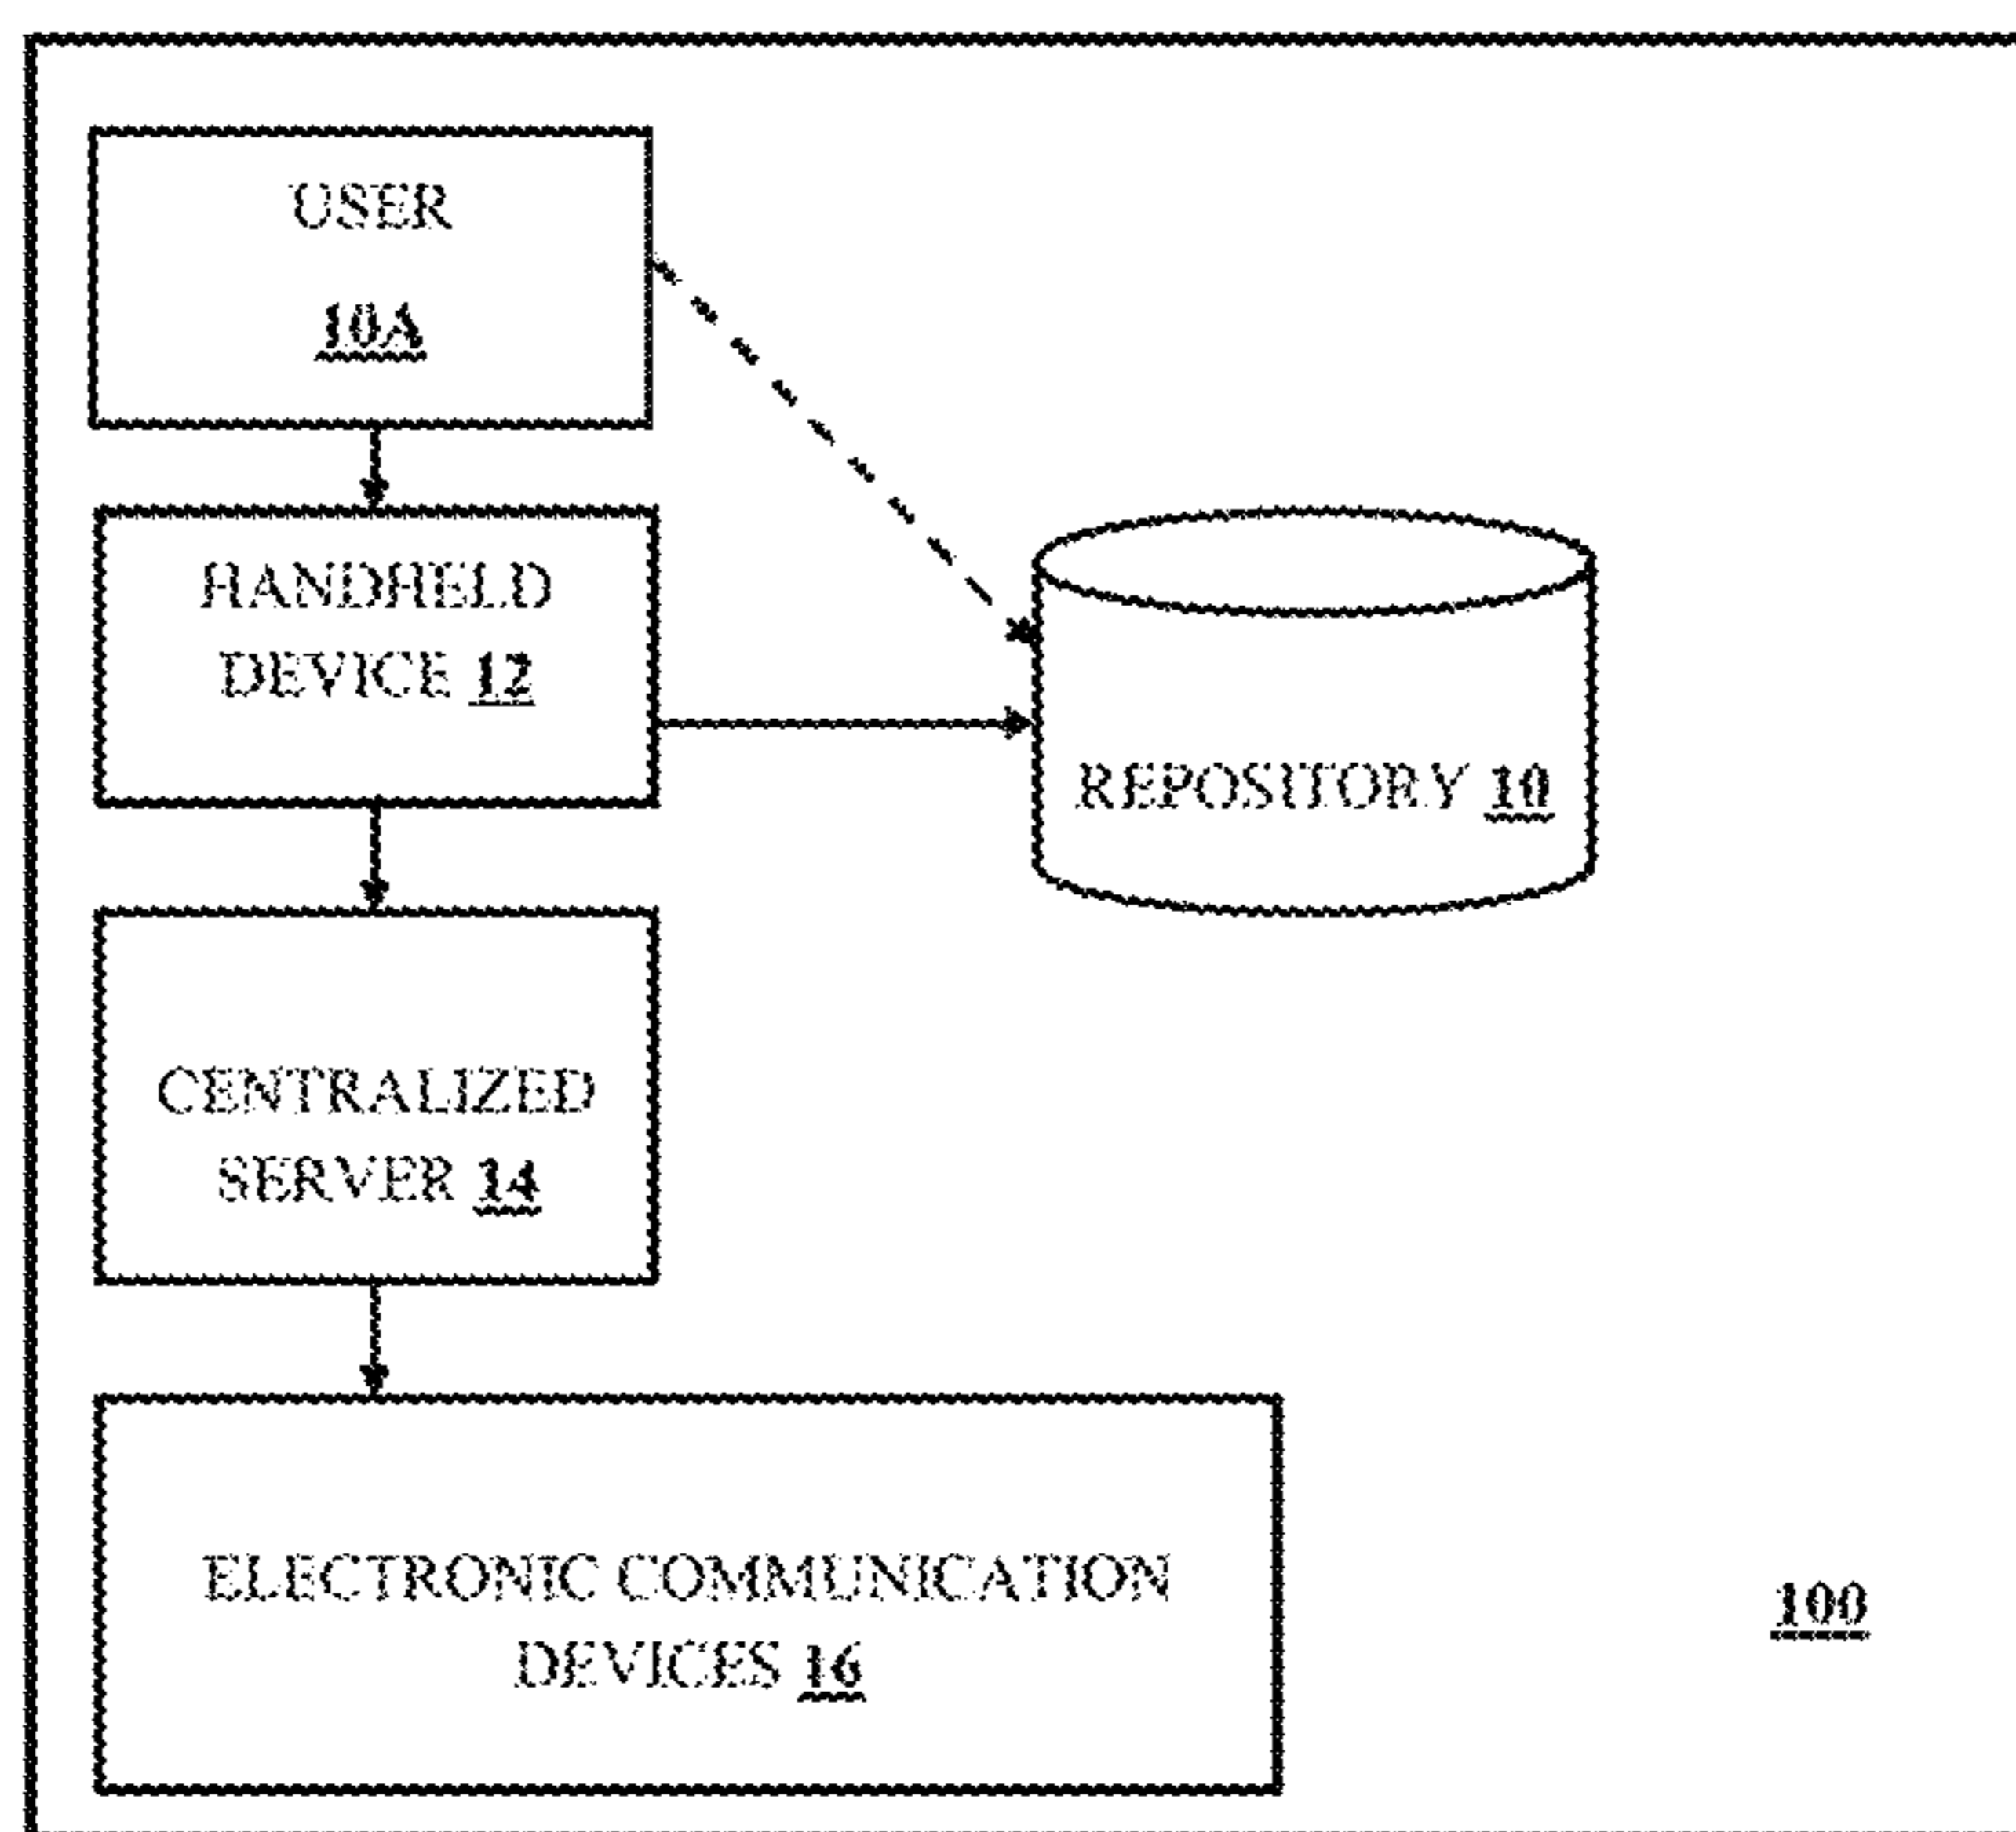 USER
10A
HANDHELD
DEVICE 12
REPOSITORY 10
CENTRALIZED
SERVER 14
ELECTRONIC COMMUNICATION
DEVICES 16
100